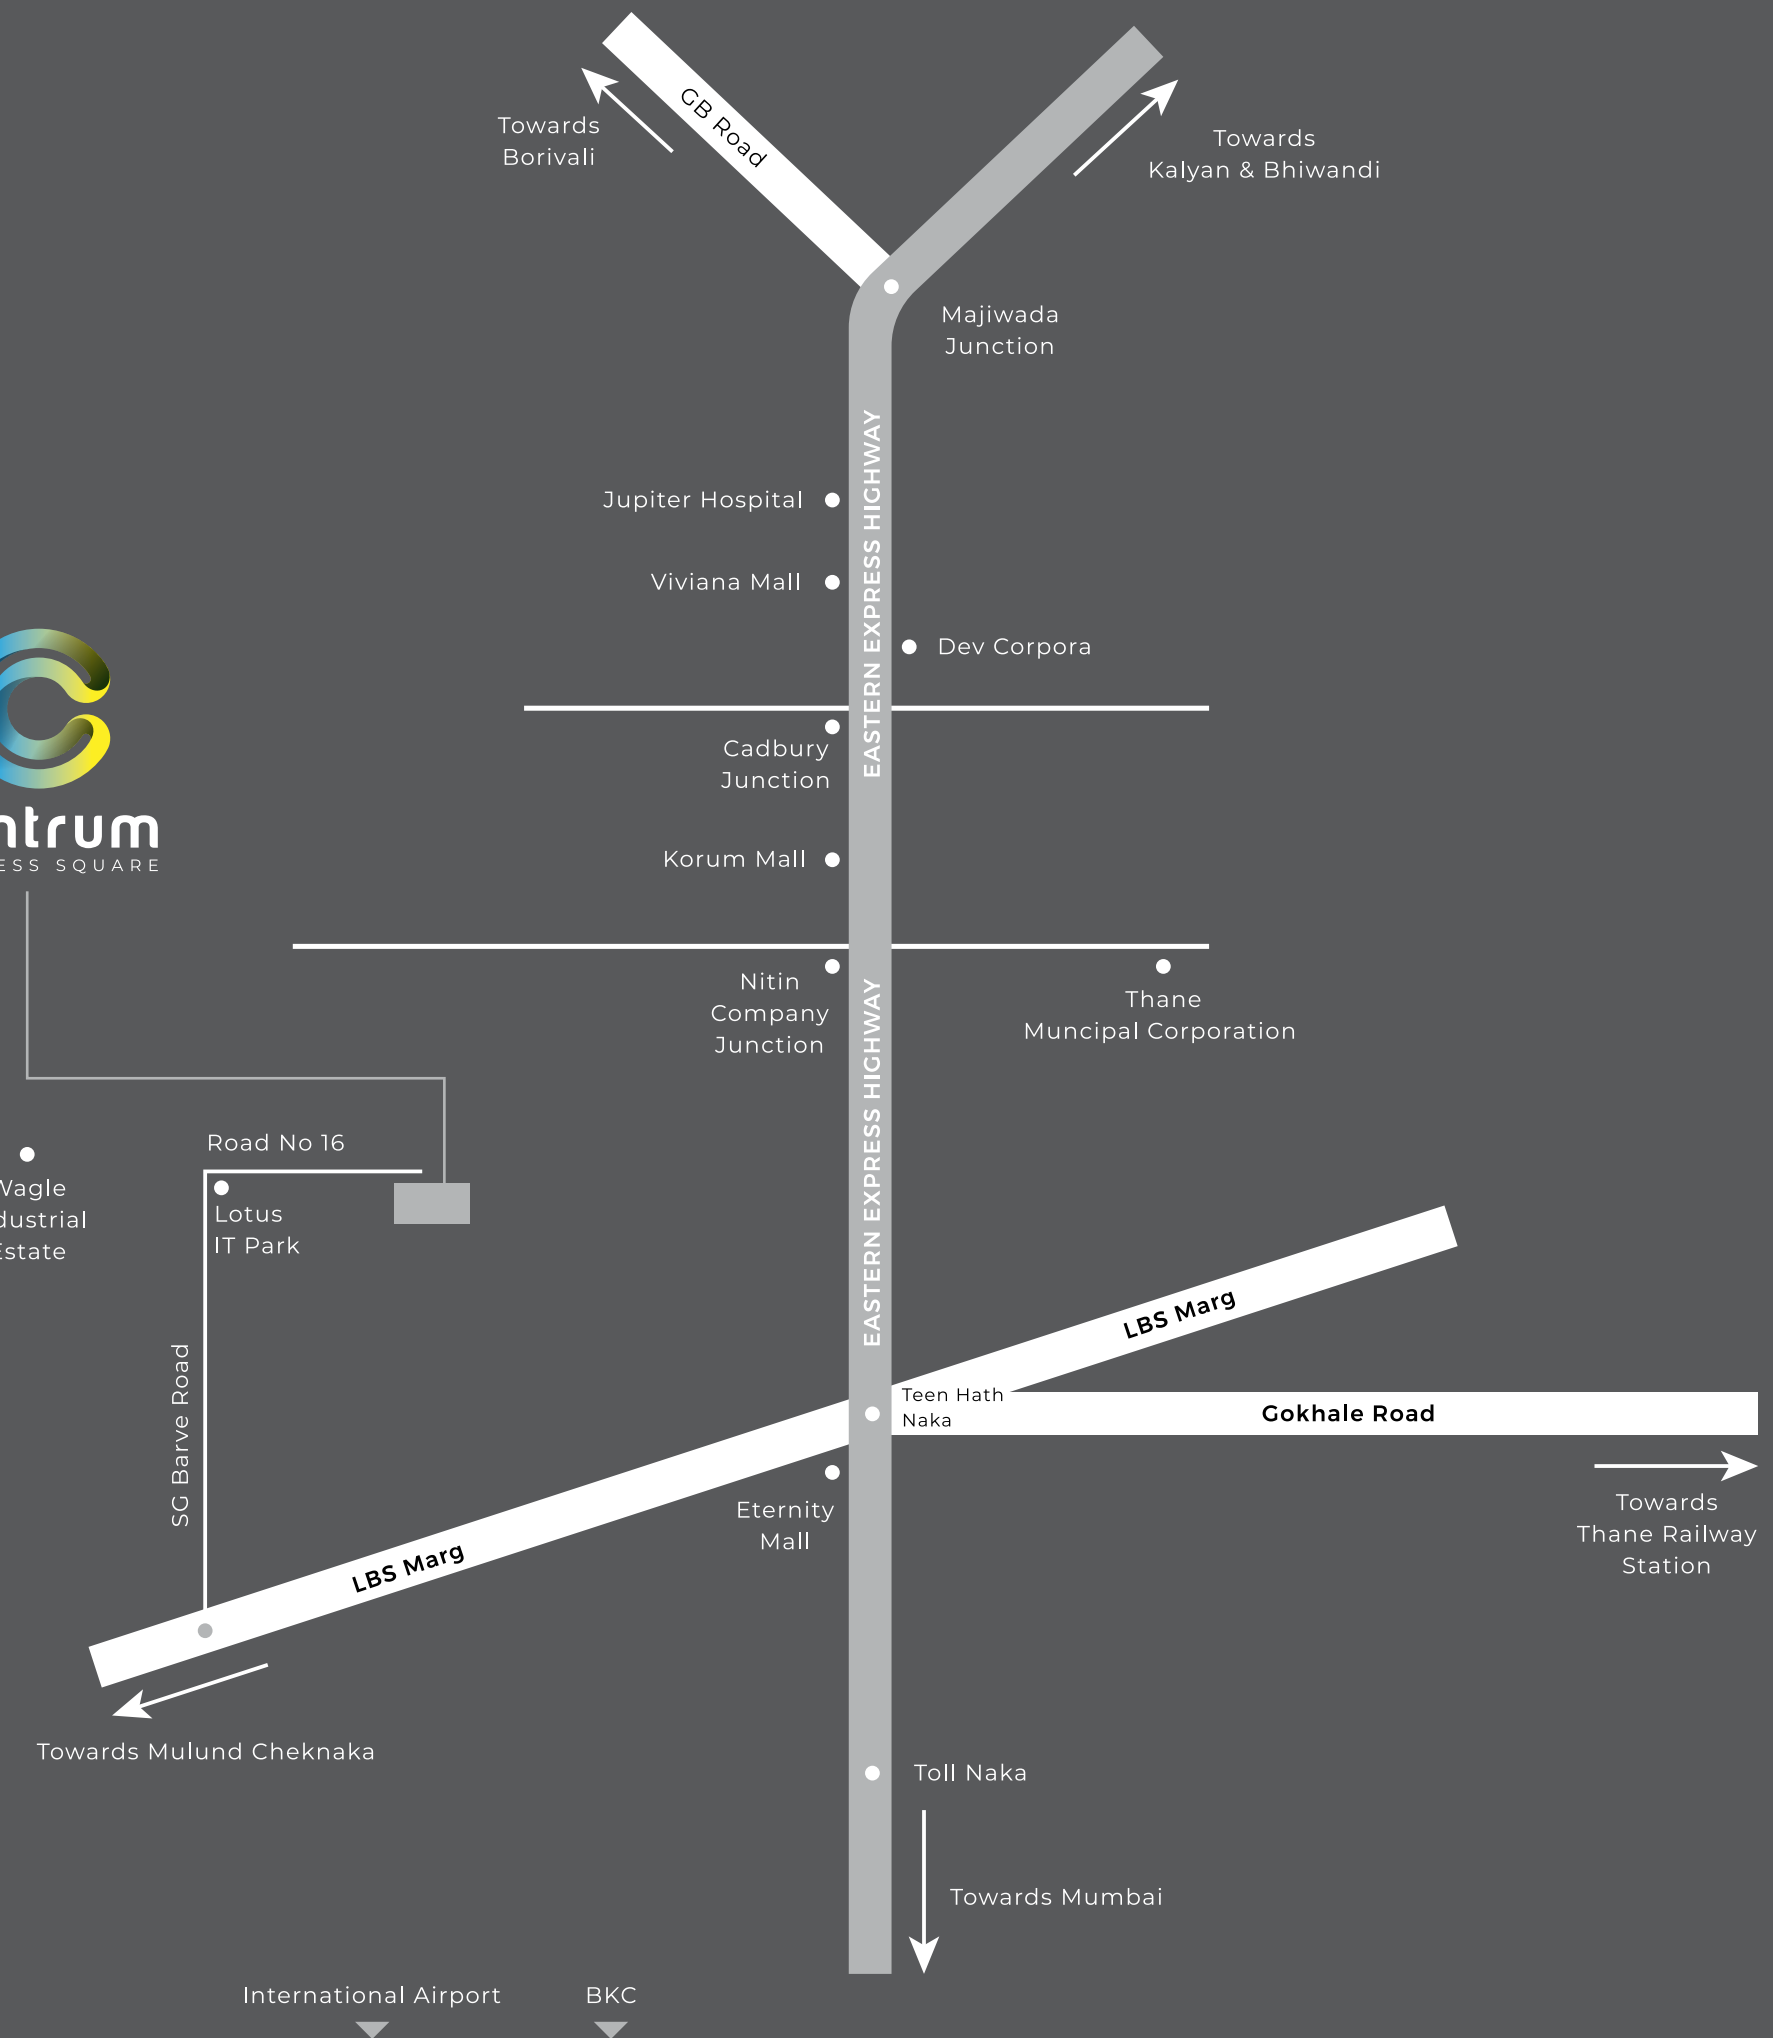 GB Road
Towards
Borivali
Towards
Kalyan & Bhiwandi
Majiwada
Junction
EASTERN EXPRESS HIGHWAY
Jupiter Hospital
Viviana Mall
Dev Corpora
Cadbury
Junction
ntrum
ESS SQUARE
Korum Mall
Nitin
Company
Junction
Thane
Muncipal Corporation
EASTERN EXPRESS HIGHWAY
Road No 16
Wagle
dustrial
Estate
Lotus
IT Park
SG Barve Road
LBS Marg
Teen Hath
Naka
Gokhale Road
Eternity
Mall
Towards
Thane Railway
Station
LBS Marg
Towards Mulund Cheknaka
Toll Naka
Towards Mumbai
International Airport
BKC